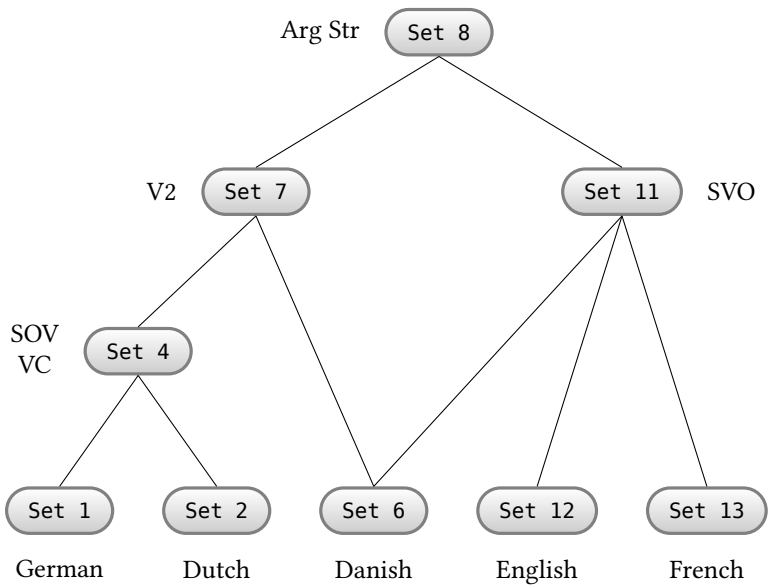 Arg Str Set 8
V2 Set 7 Set 11 SVO
SOV
VC
Set 4
Set 1 Set 2 Set 6 Set 12 Set 13
German Dutch Danish English French